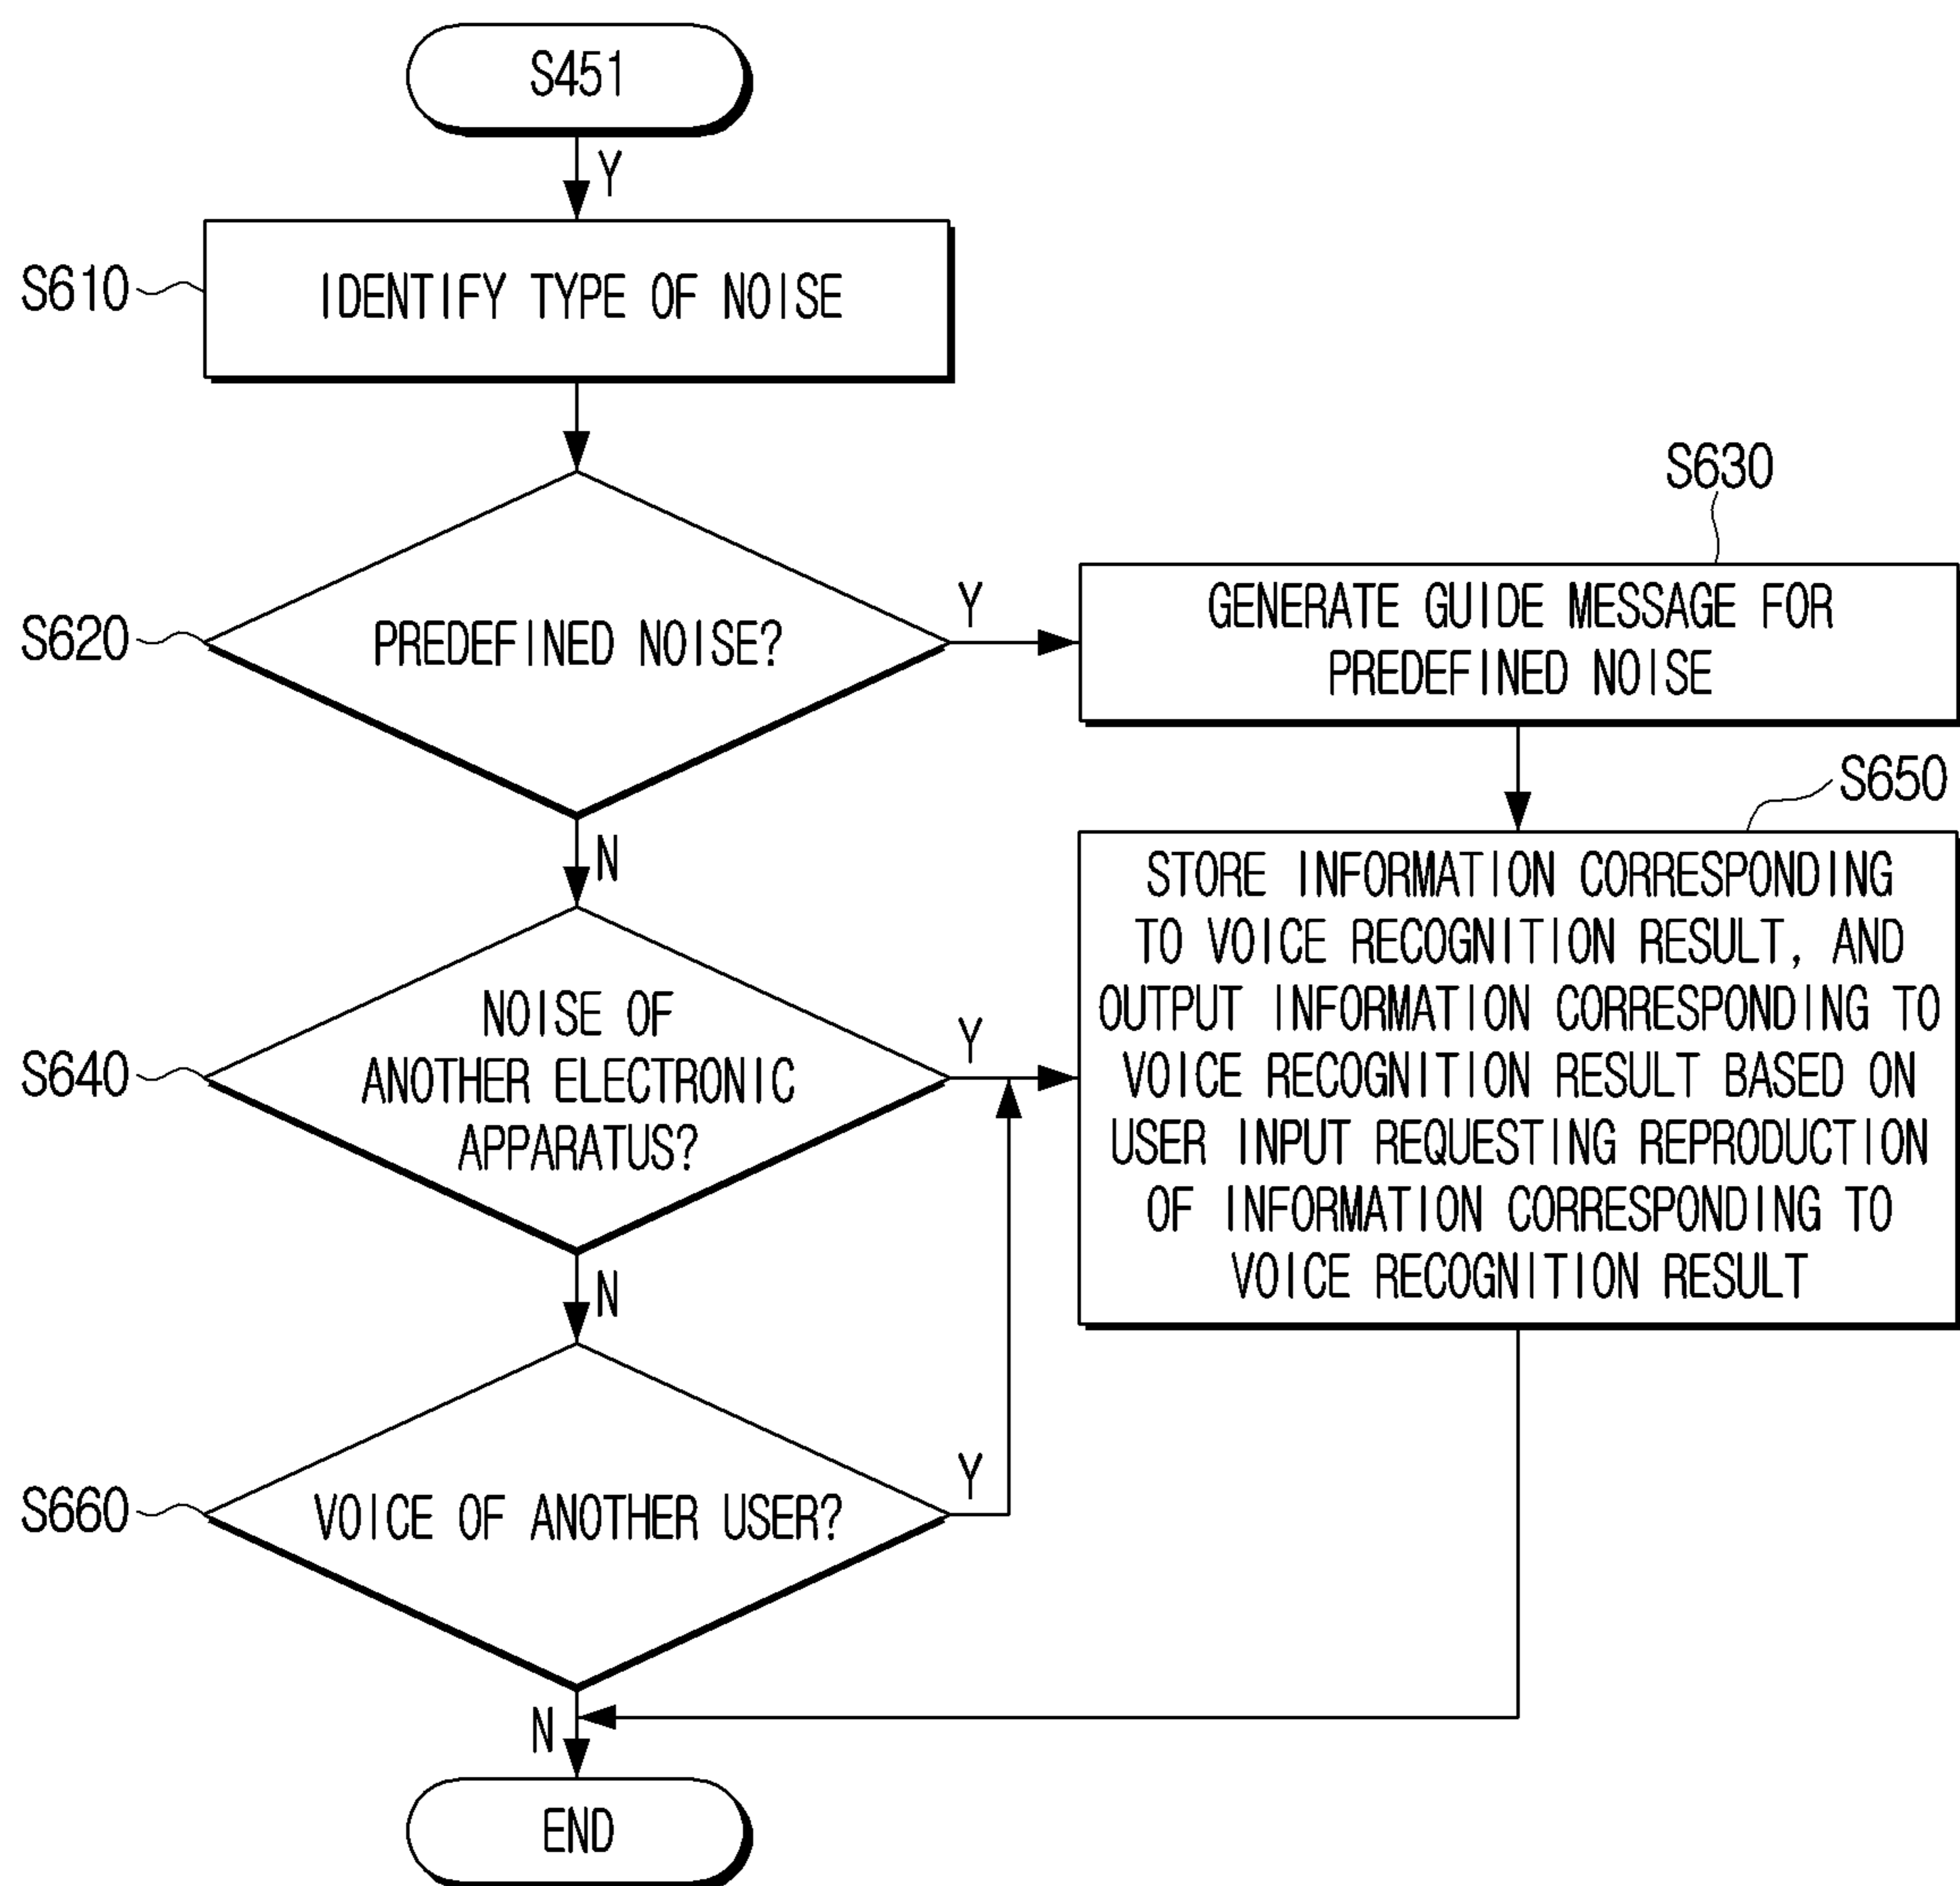 S451
Y
S610
IDENTIFY TYPE OF NOISE
S630
S620
PREDEFINED NOISE?
Y
GENERATE GUIDE MESSAGE FOR
PREDEFINED NOISE
N
S650
S640
NOISE OF
ANOTHER ELECTRONIC
APPARATUS?
Y
STORE INFORMATION CORRESPONDING
TO VOICE RECOGNITION RESULT, AND
OUTPUT INFORMATION CORRESPONDING TO
VOICE RECOGNITION RESULT BASED ON
USER INPUT REQUESTING REPRODUCTION
OF INFORMATION CORRESPONDING TO
VOICE RECOGNITION RESULT
N
S660
VOICE OF ANOTHER USER?
Y
N
END